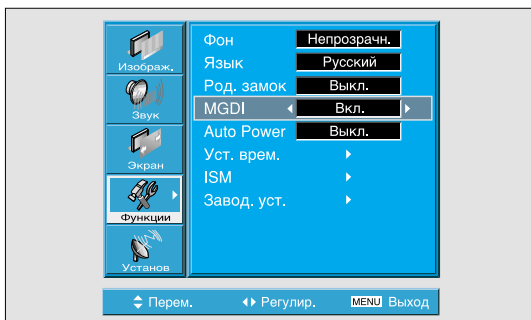 Изображ.
Звук
Экран
Функции
Установ
Фон Непрозрачн.
Язык Русский
Род. замок Выкл.
MGDI Вкл.
Auto Power Выкл.
Уст. врем.
ISM
Завод. уст.
Перем. Регулир. MENU Выход